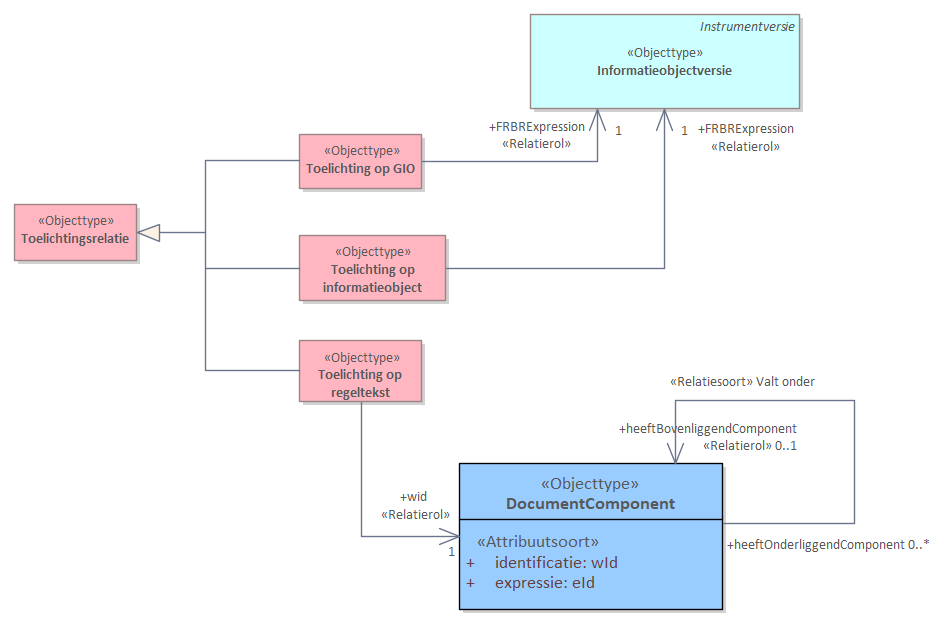 Instrumentversie
«Objecttype»
Informatieobjectversie
+FRBRExpression
«Relatierol»
1
1
+FRBRExpression
«Relatierol»
«Objecttype»
Toelichting op GIO
«Objecttype»
Toelichtingsrelatie
«Objecttype»
Toelichting op
informatieobject
«Objecttype»
Toelichting op
regeltekst
«Relatiesoort» Valt onder
+heeftBovenliggendComponent
«Relatierol» 0..1
+wid
«Relatierol»
1
«Objecttype»
DocumentComponent
«Attribuutsoort»
+ identificatie: wId
+ expressie: eId
+heeftOnderliggendComponent 0..*